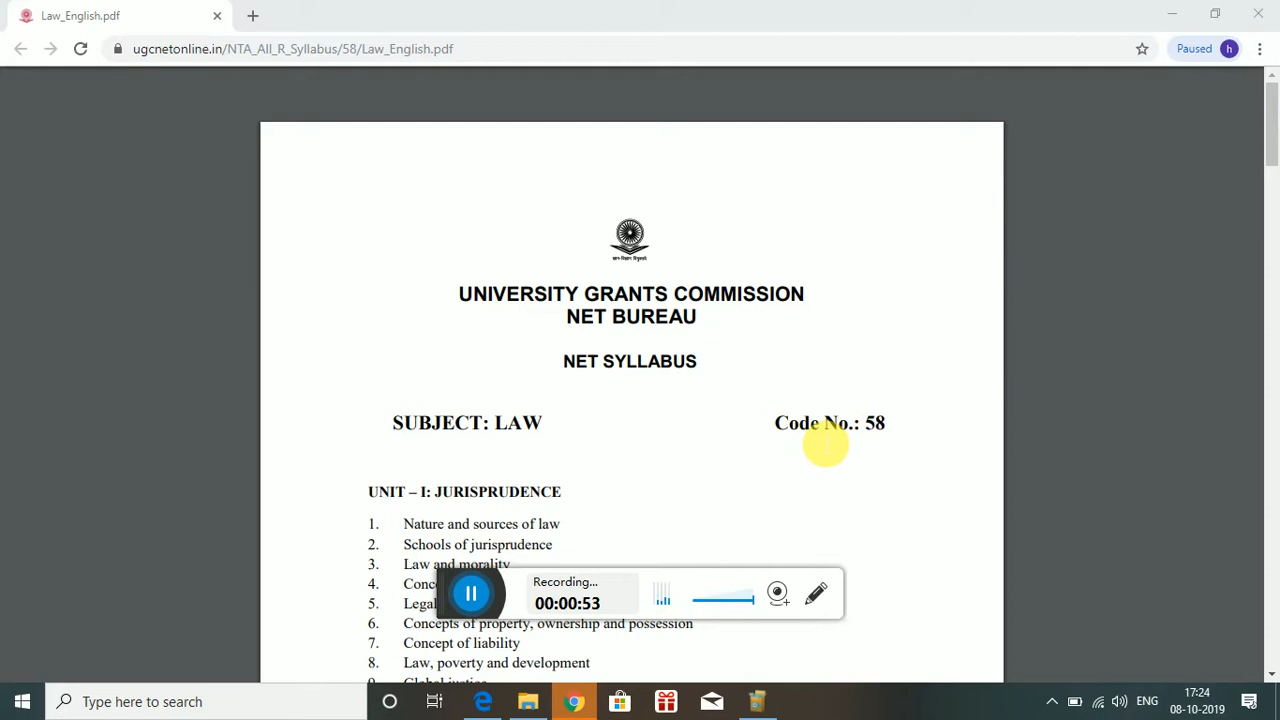 Law_English.pdf
ugcnetonline.in/NTA_All_R_Syllabus/58/Law_English.pdf
Paused h
UNIVERSITY GRANTS COMMISSION
NET BUREAU
NET SYLLABUS
SUBJECT: LAW Code No.: 58
UNIT – I: JURISPRUDENCE
1. Nature and sources of law
2. Schools of jurisprudence
3. Law and morality
4.
5. Legal
6. Concepts of property, ownership and possession
7. Concept of liability
8. Law, poverty and development
9. Global justice
Recording...
00:00:53
Type here to search
ENG
17:24
08-10-2019